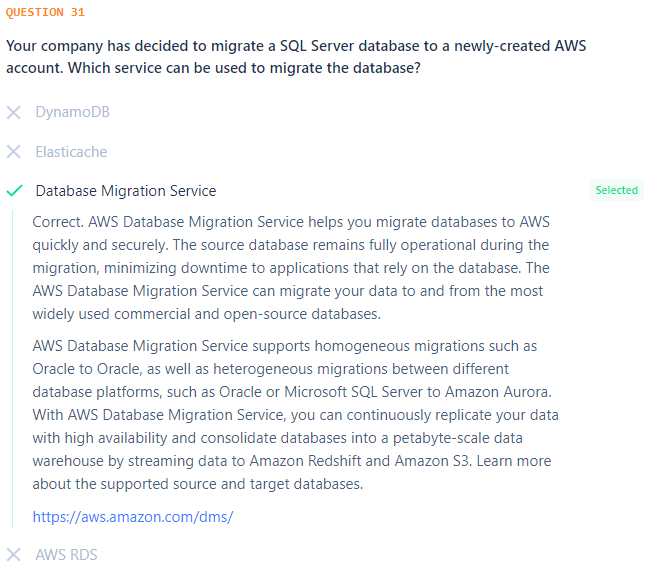 QUESTION 31
Your company has decided to migrate a SQL Server database to a newly-created AWS
account. Which service can be used to migrate the database?
DynamoDB
Elasticache
Database Migration Service
Selected
Correct. AWS Database Migration Service helps you migrate databases to AWS
quickly and securely. The source database remains fully operational during the
migration, minimizing downtime to applications that rely on the database. The
AWS Database Migration Service can migrate your data to and from the most
widely used commercial and open-source databases.
AWS Database Migration Service supports homogeneous migrations such as
Oracle to Oracle, as well as heterogeneous migrations between different
database platforms, such as Oracle or Microsoft SQL Server to Amazon Aurora.
With AWS Database Migration Service, you can continuously replicate your data
with high availability and consolidate databases into a petabyte-scale data
warehouse by streaming data to Amazon Redshift and Amazon S3. Learn more
about the supported source and target databases.
https://aws.amazon.com/dms/
AWS RDS